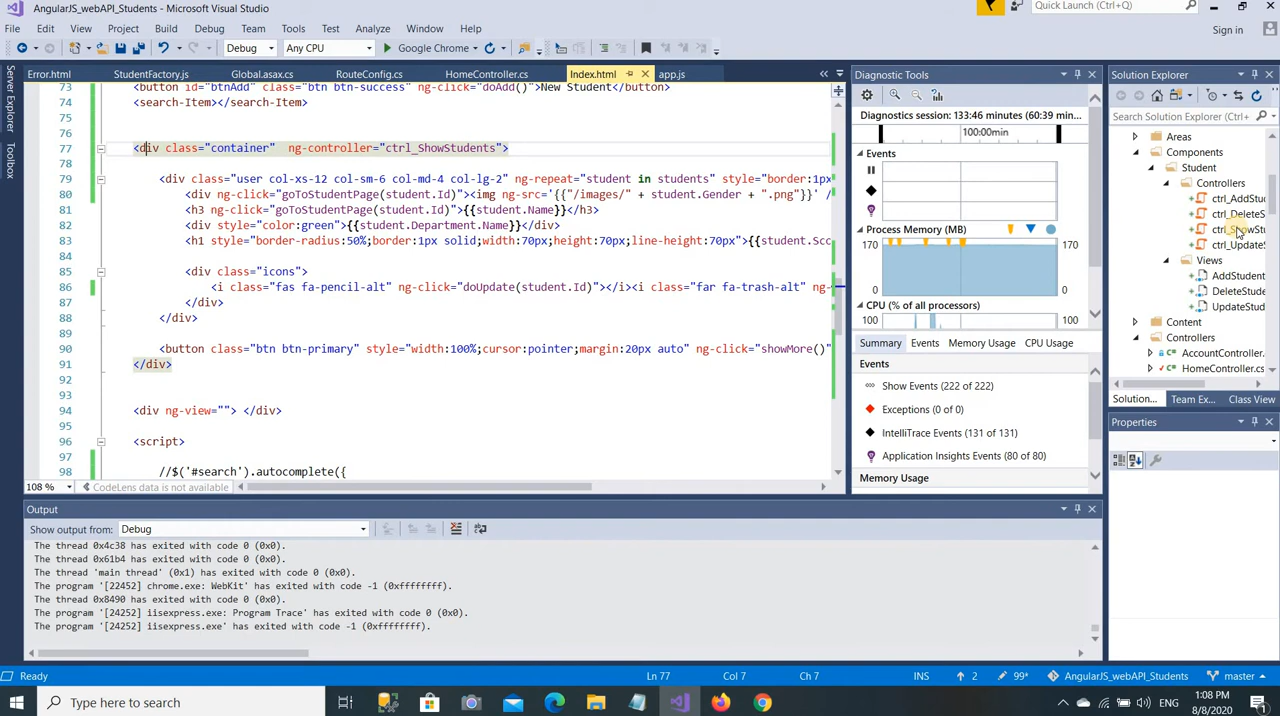 AngularJS_webAPI_Students - Microsoft Visual Studio
Quick Launch (Ctrl+Q)
File Edit View Project Build Debug Team Tools Test Analyze Window Help
Sign in
Debug Any CPU Google Chrome
Server Explorer
Toolbox
Error.html StudentFactory.js Global.asax.cs RouteConfig.cs HomeController.cs Index.html app.js
73 <button id="btnAdd" class="btn btn-success" ng-click="doAdd()">New Student</button>
74 <search-Item></search-Item>
75
76
77 <div class="container"  ng-controller="ctrl_ShowStudents">
78
79 <div class="user col-xs-12 col-sm-6 col-md-4 col-lg-2" ng-repeat="student in students" style="border:1px
80 <div ng-click="goToStudentPage(student.Id)"><img ng-src='{{"/images/" + student.Gender + ".png"}}' /
81 <h3 ng-click="goToStudentPage(student.Id)">{{student.Name}}</h3>
82 <div style="color:green">{{student.Department.Name}}</div>
83 <h1 style="border-radius:50%;border:1px solid;width:70px;height:70px;line-height:70px">{{student.Sco
84
85 <div class="icons">
86 <i class="fas fa-pencil-alt" ng-click="doUpdate(student.Id)"></i><i class="far fa-trash-alt" ng-
87 </div>
88 </div>
89
90 <button class="btn btn-primary" style="width:100%;cursor:pointer;margin:20px auto" ng-click="showMore()"
91 </div>
92
93
94 <div ng-view=""> </div>
95
96 <script>
97
98 //$('#search').autocomplete({
108 % CodeLens data is not available
Diagnostic Tools
Diagnostics session: 133:46 minutes (60:39 min...
100:00min
Events
Process Memory (MB)
170 170
0 0
CPU (% of all processors)
100 100
Summary Events Memory Usage CPU Usage
Events
Show Events (222 of 222)
Exceptions (0 of 0)
IntelliTrace Events (131 of 131)
Application Insights Events (80 of 80)
Memory Usage
Solution Explorer
Search Solution Explorer (Ctrl+
Areas
Components
Student
Controllers
ctrl_AddStu
ctrl_DeleteS
ctrl_ShowStu
ctrl_UpdateS
Views
AddStudent
DeleteStude
UpdateStud
Content
Controllers
AccountController.
HomeController.cs
Solution... Team Ex... Class View
Properties
Output
Show output from: Debug
The thread 0x4c38 has exited with code 0 (0x0).
The thread 0x61b4 has exited with code 0 (0x0).
The thread 'main thread' (0x1) has exited with code 0 (0x0).
The program '[22452] chrome.exe: WebKit' has exited with code -1 (0xffffffff).
The thread 0x8490 has exited with code 0 (0x0).
The program '[24252] iisexpress.exe: Program Trace' has exited with code 0 (0x0).
The program '[24252] iisexpress.exe' has exited with code -1 (0xffffffff).
Ready Ln 77 Col 7 Ch 7 INS 2 99* AngularJS_webAPI_Students master
Type here to search
ENG 1:08 PM
8/8/2020